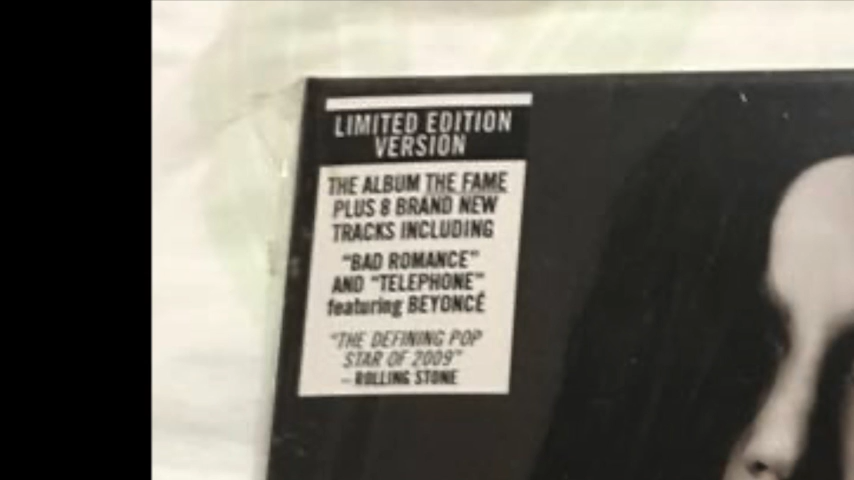 LIMITED EDITION
VERSION
THE ALBUM THE FAME
PLUS 8 BRAND NEW
TRACKS INCLUDING
"BAD ROMANCE"
AND "TELEPHONE"
featuring BEYONCÉ
"THE DEFINING POP
STAR OF 2009"
– ROLLING STONE